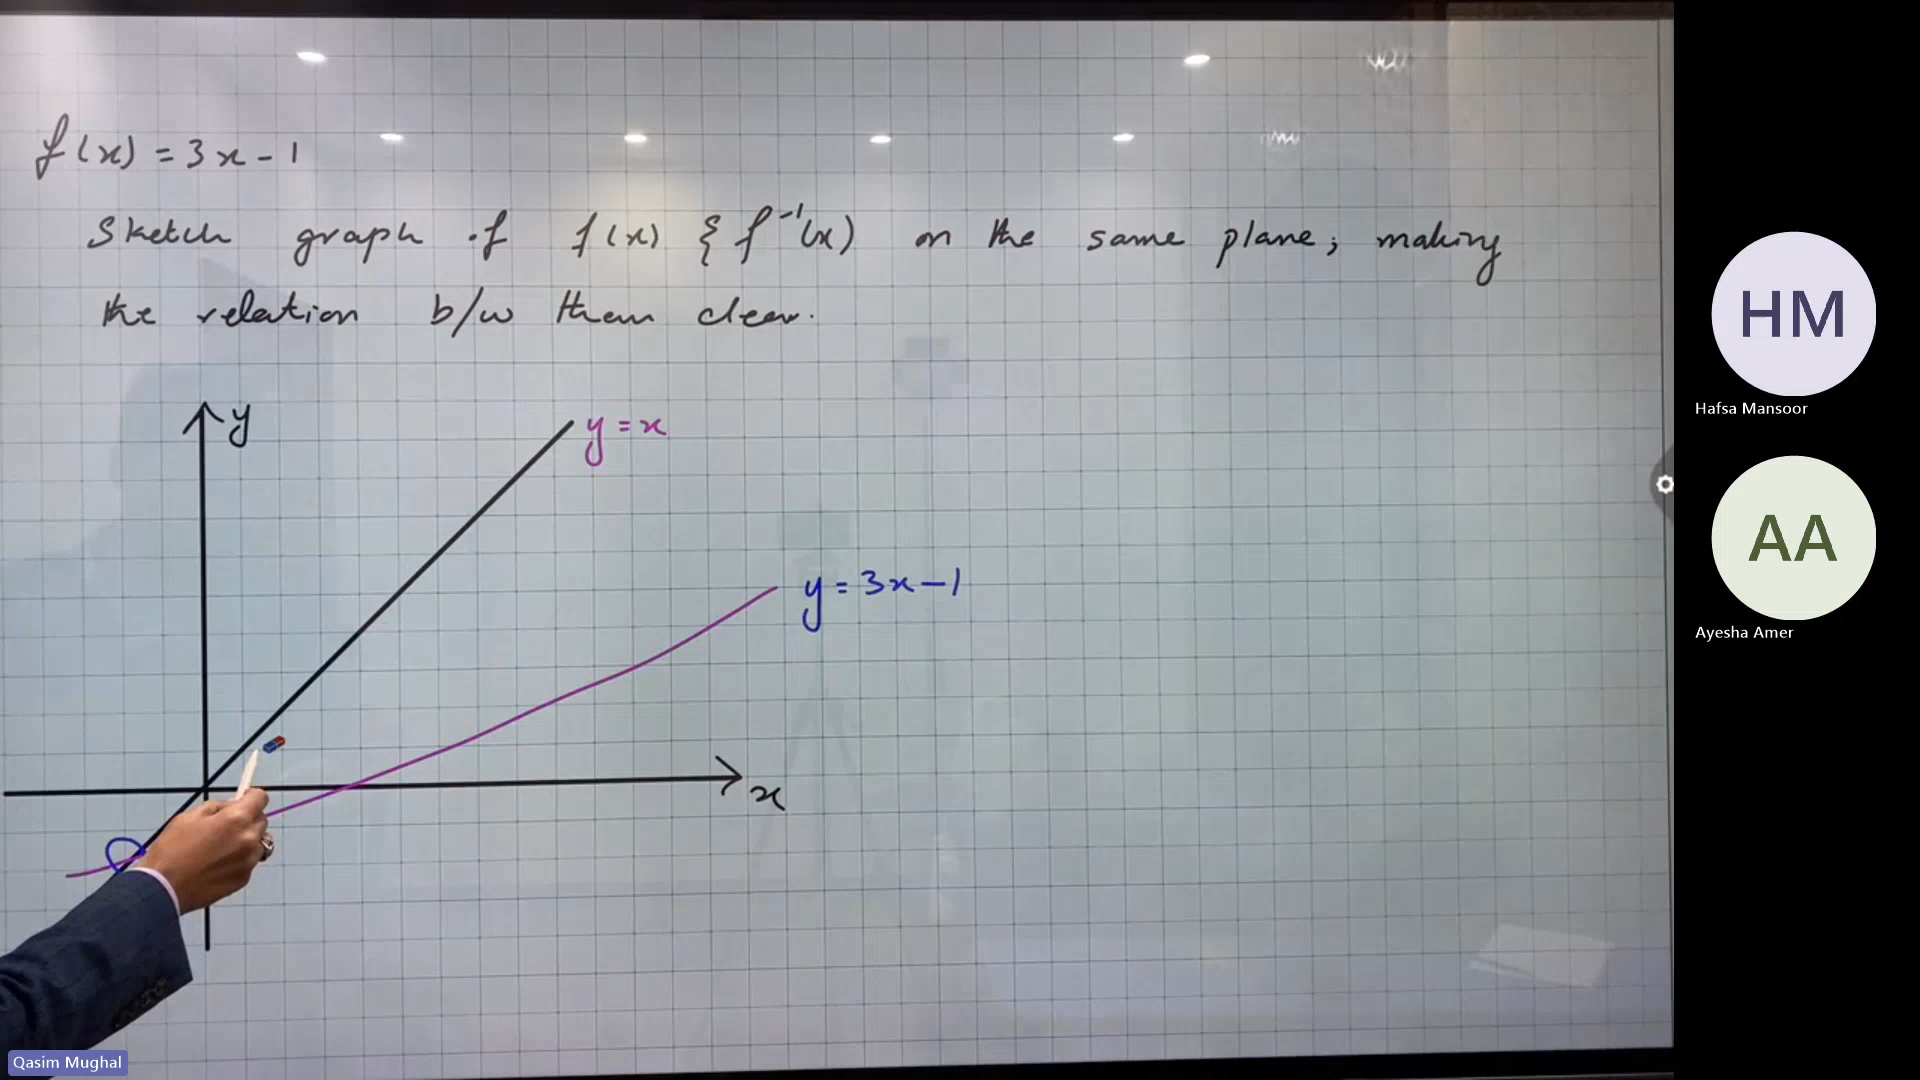 f(x) = 3x - 1
Sketch graph of f(x) & f⁻¹(x) on the same plane; making
the relation b/w them clear.
y
y = x
y = 3x - 1
x
HM
Hafsa Mansoor
AA
Ayesha Amer
Qasim Mughal